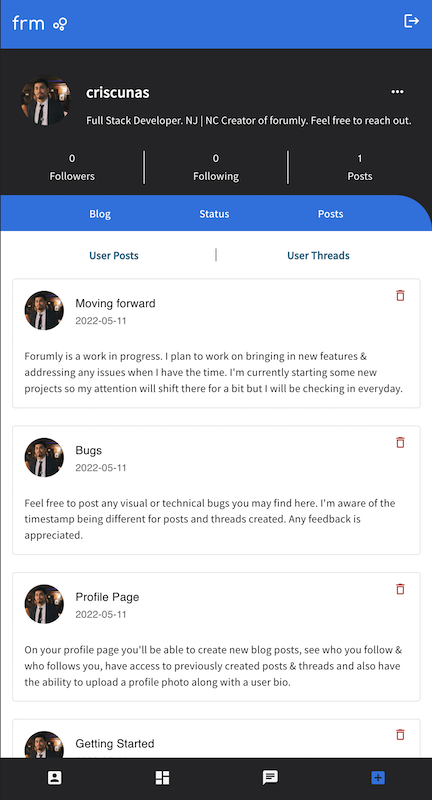 frm
criscunas
Full Stack Developer. NJ | NC Creator of forumly. Feel free to reach out.
0 0 1
Followers Following Posts
Blog Status Posts
User Posts | User Threads
Moving forward
2022-05-11
Forumly is a work in progress. I plan to work on bringing in new features &
addressing any issues when I have the time. I'm currently starting some new
projects so my attention will shift there for a bit but I will be checking in everyday.
Bugs
2022-05-11
Feel free to post any visual or technical bugs you may find here. I'm aware of the
timestamp being different for posts and threads created. Any feedback is
appreciated.
Profile Page
2022-05-11
On your profile page you'll be able to create new blog posts, see who you follow &
who follows you, have access to previously created posts & threads and also have
the ability to upload a profile photo along with a user bio.
Getting Started